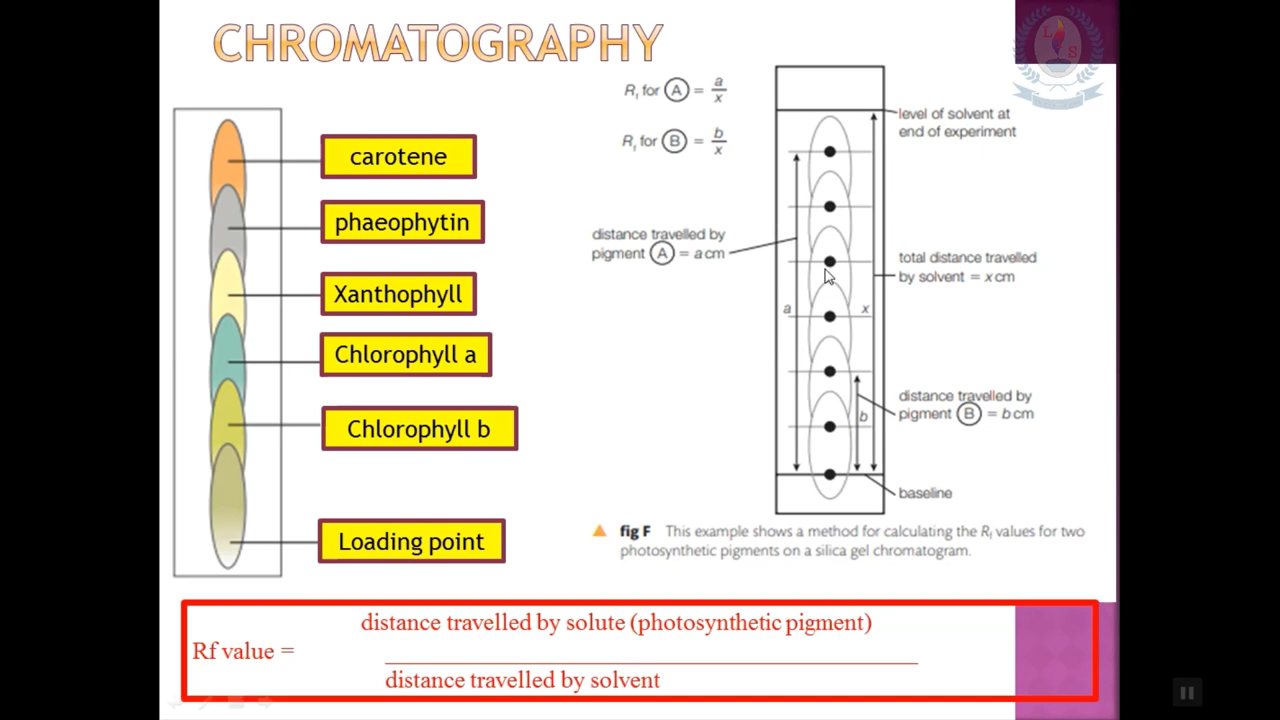 CHROMATOGRAPHY
L S
carotene
phaeophytin
Xanthophyll
Chlorophyll a
Chlorophyll b
Loading point
Rf for A = a/x
Rf for B = b/x
level of solvent at
end of experiment
distance travelled by
pigment A = a cm
total distance travelled
by solvent = x cm
a
x
distance travelled by
pigment B = b cm
b
baseline
fig F This example shows a method for calculating the Rf values for two
photosynthetic pigments on a silica gel chromatogram.
distance travelled by solute (photosynthetic pigment)
Rf value =
distance travelled by solvent